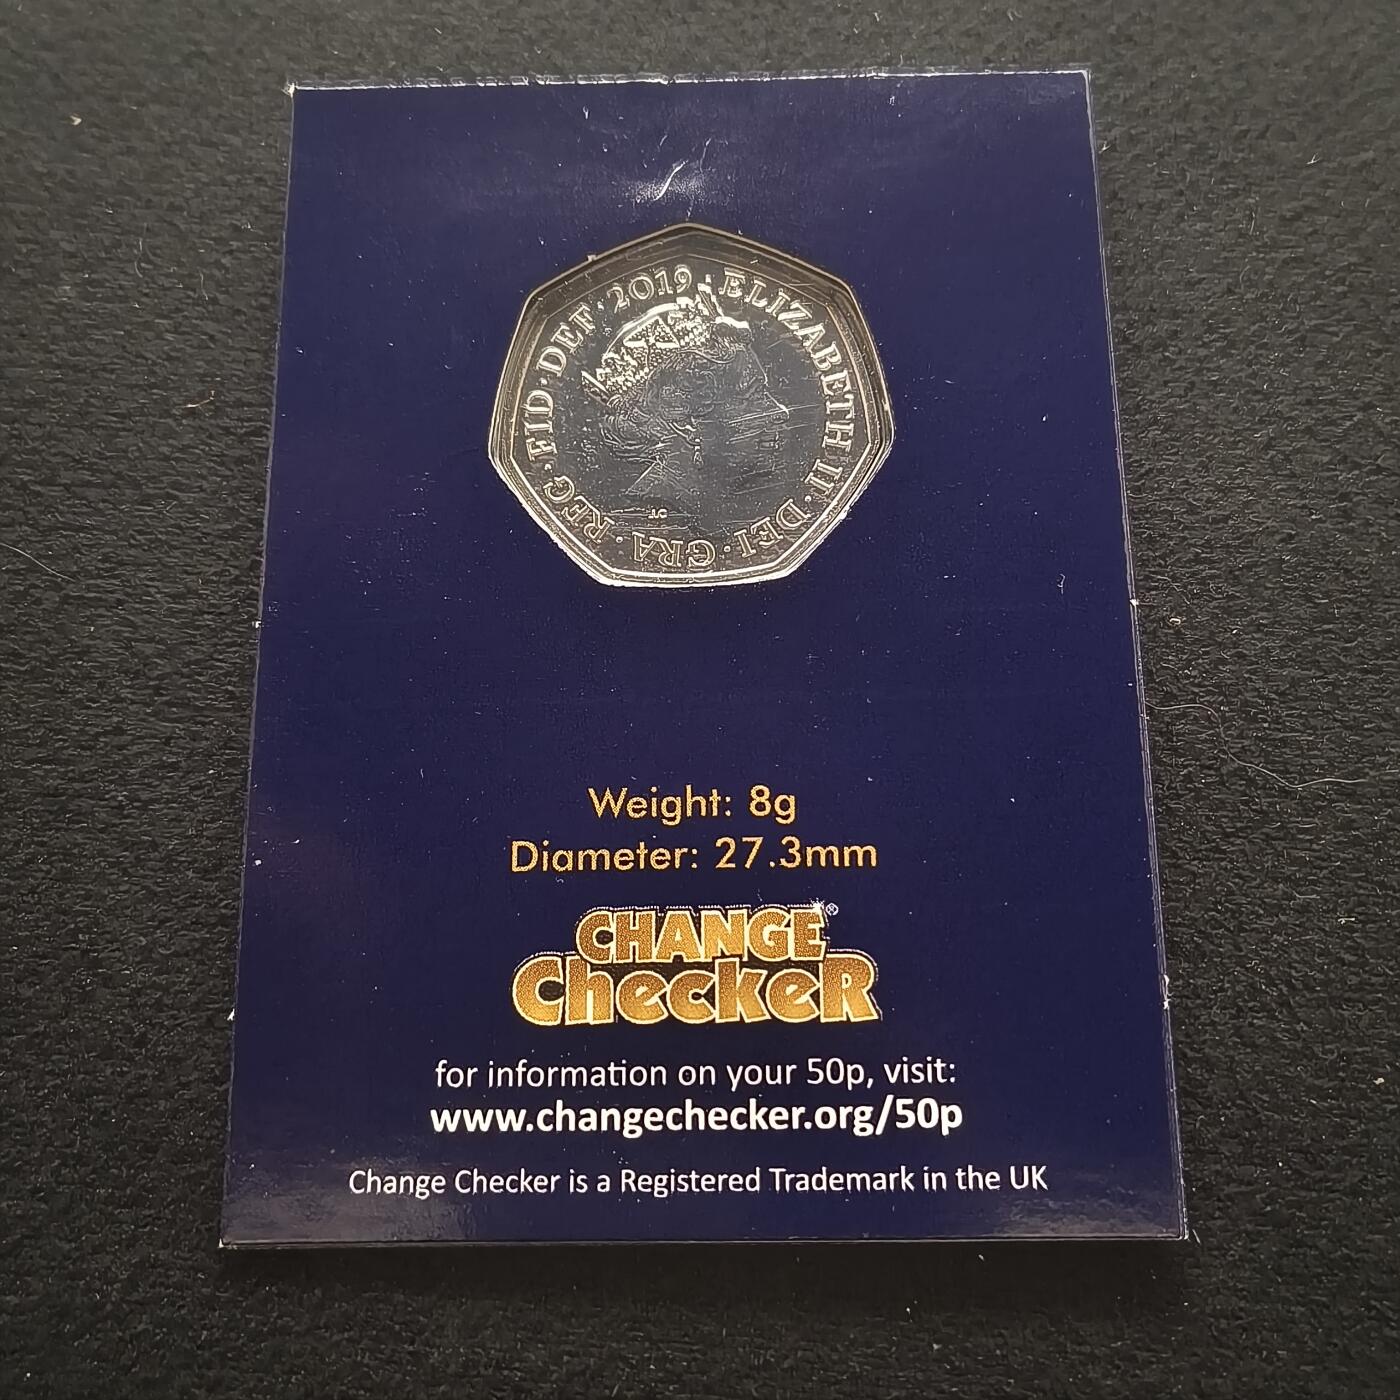 ELIZABETH II · DEI · GRA · REG · FID · DEF · 2019 ·
Weight: 8g
Diameter: 27.3mm
CHANGE ®
CheckeR
for information on your 50p, visit:
www.changechecker.org/50p
Change Checker is a Registered Trademark in the UK